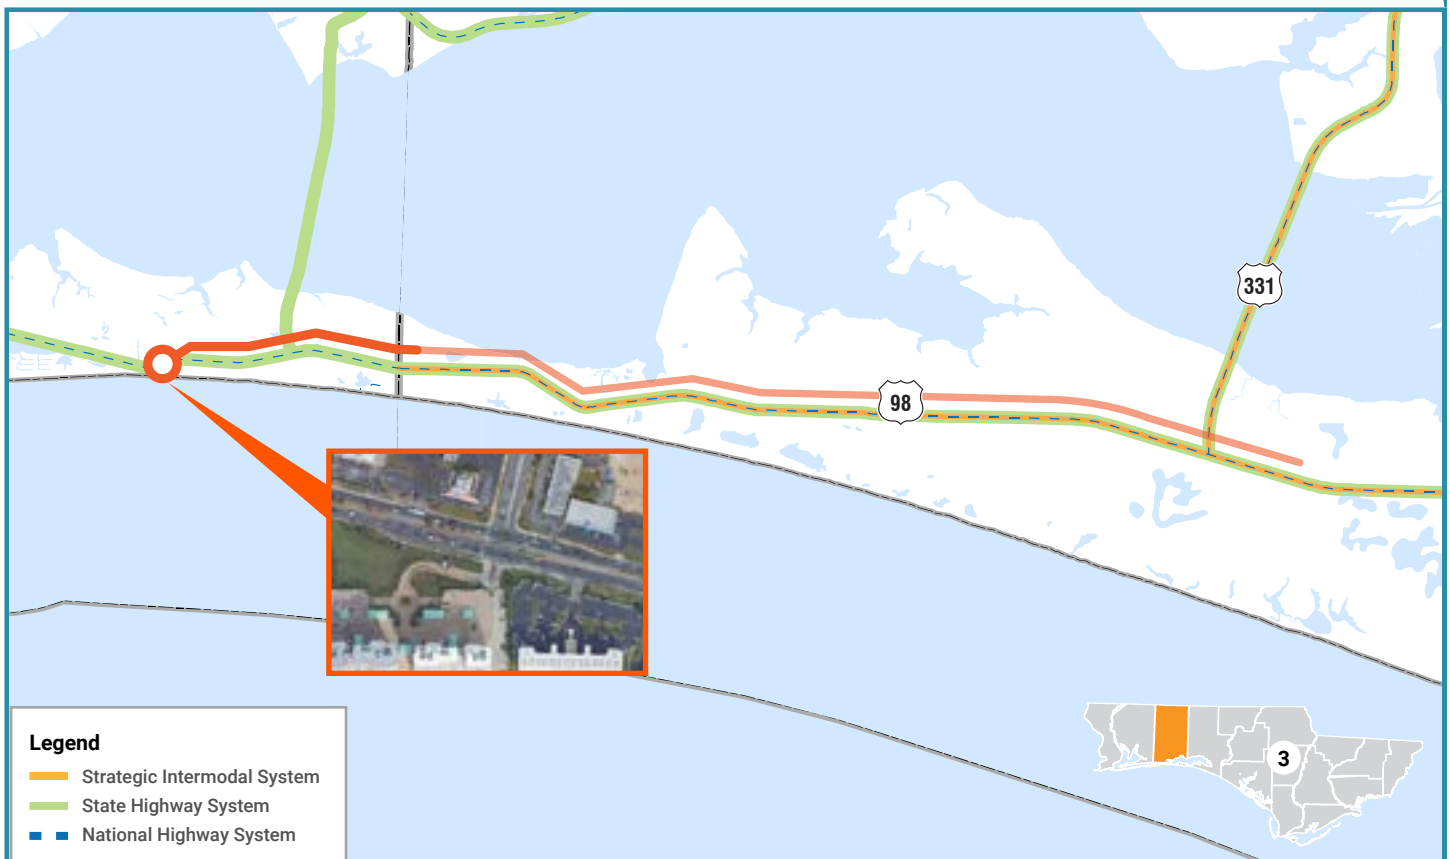 331
98
3
Legend
Strategic Intermodal System
State Highway System
National Highway System